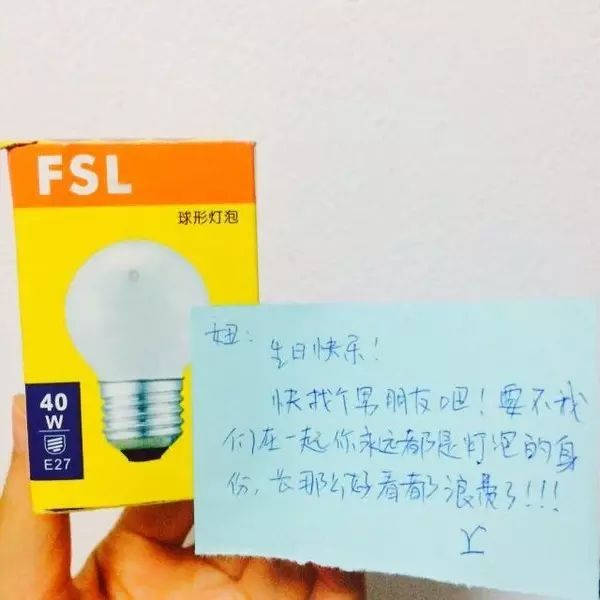 FSL
球形灯泡
40
W
E27
妞：
生日快乐！
快找个男朋友吧！要不我
们在一起你永远都是灯泡的身
份，长那么好看都浪费了!!!
Y